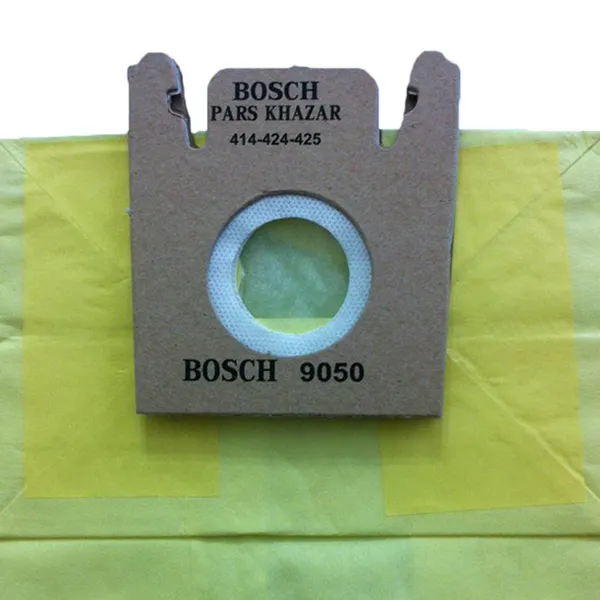 BOSCH
PARS KHAZAR
414-424-425
BOSCH 9050